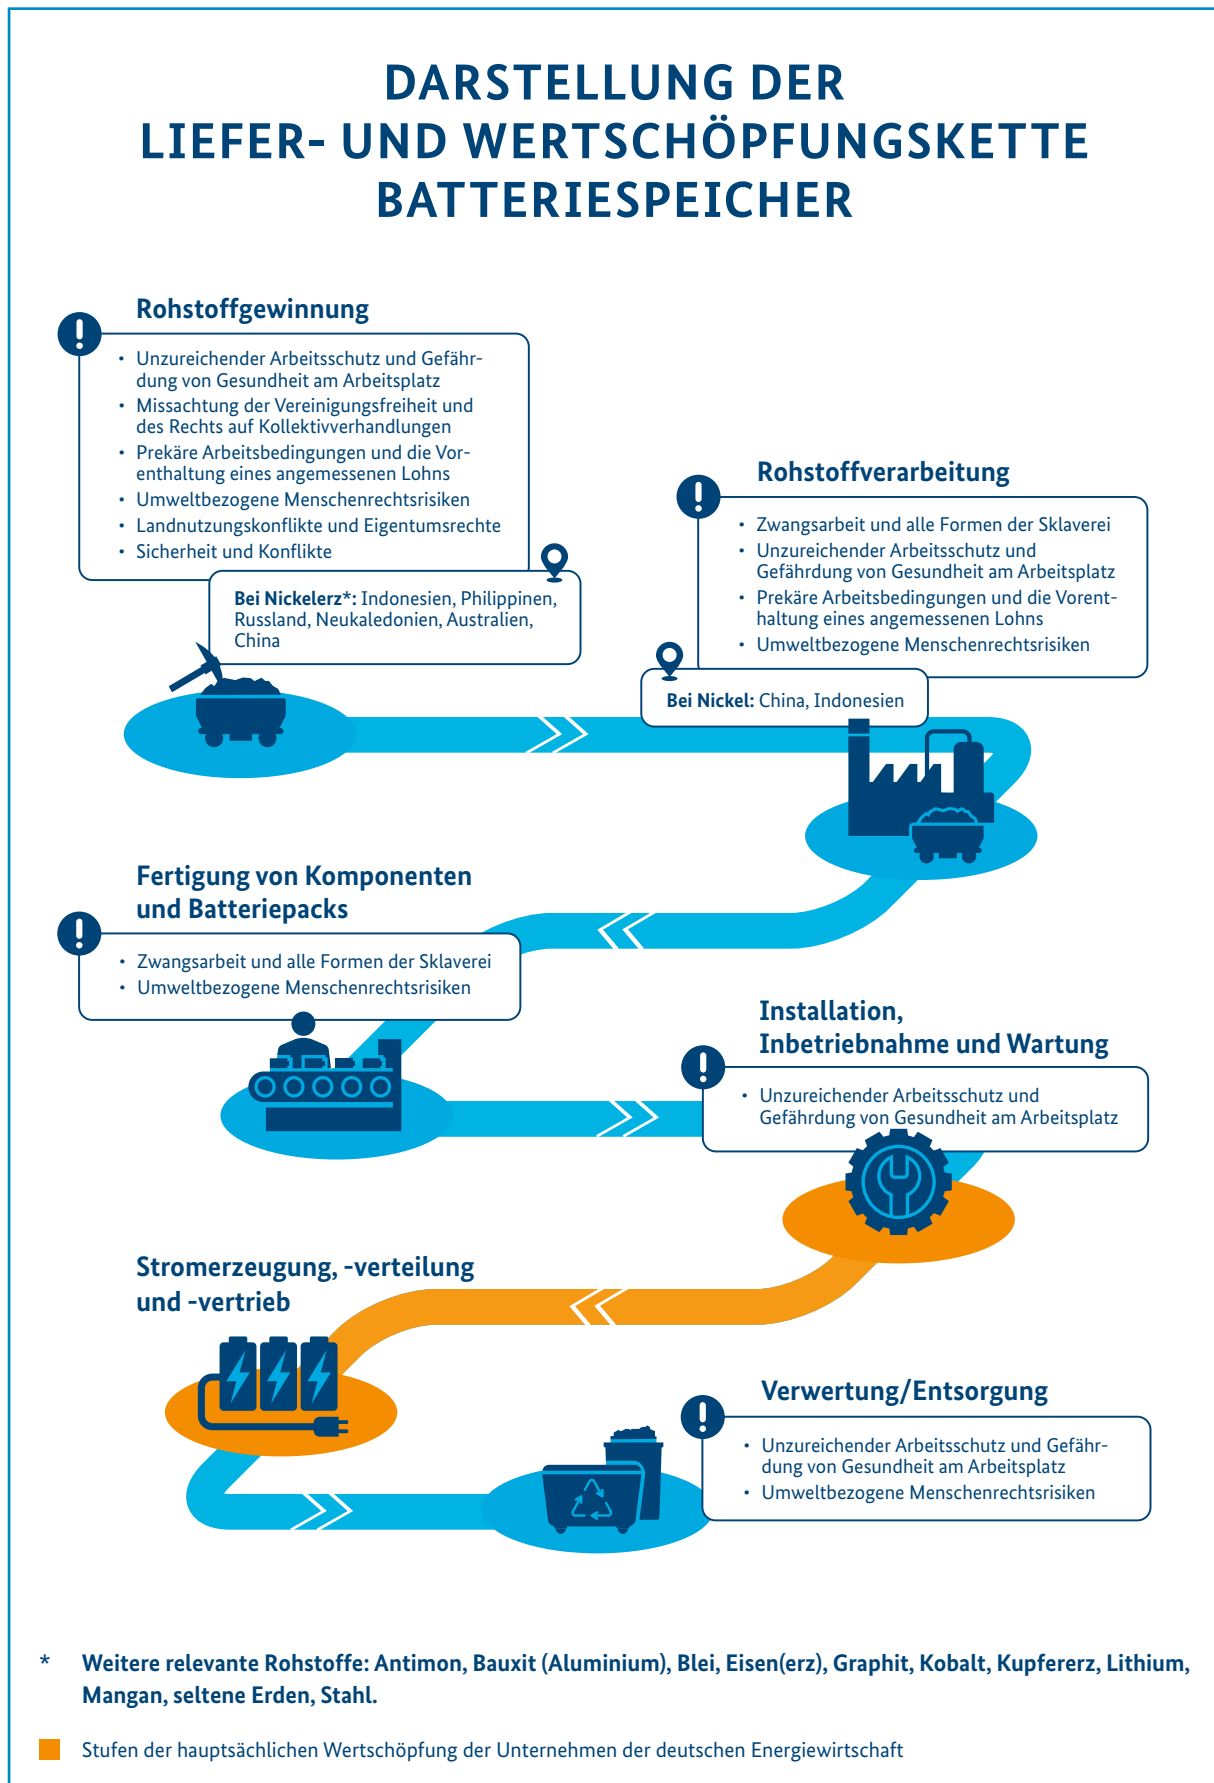 DARSTELLUNG DER
LIEFER- UND WERTSCHÖPFUNGSKETTE
BATTERIESPEICHER
Rohstoffgewinnung
• Unzureichender Arbeitsschutz und Gefähr-
dung von Gesundheit am Arbeitsplatz
• Missachtung der Vereinigungsfreiheit und
des Rechts auf Kollektivverhandlungen
• Prekäre Arbeitsbedingungen und die Vor-
enthaltung eines angemessenen Lohns
• Umweltbezogene Menschenrechtsrisiken
• Landnutzungskonflikte und Eigentumsrechte
• Sicherheit und Konflikte
Bei Nickelerz*: Indonesien, Philippinen,
Russland, Neukaledonien, Australien,
China
Rohstoffverarbeitung
• Zwangsarbeit und alle Formen der Sklaverei
• Unzureichender Arbeitsschutz und
Gefährdung von Gesundheit am Arbeitsplatz
• Prekäre Arbeitsbedingungen und die Vorent-
haltung eines angemessenen Lohns
• Umweltbezogene Menschenrechtsrisiken
Bei Nickel: China, Indonesien
Fertigung von Komponenten
und Batteriepacks
• Zwangsarbeit und alle Formen der Sklaverei
• Umweltbezogene Menschenrechtsrisiken
Installation,
Inbetriebnahme und Wartung
• Unzureichender Arbeitsschutz und
Gefährdung von Gesundheit am Arbeitsplatz
Stromerzeugung, -verteilung
und -vertrieb
Verwertung/Entsorgung
• Unzureichender Arbeitsschutz und Gefähr-
dung von Gesundheit am Arbeitsplatz
• Umweltbezogene Menschenrechtsrisiken
* Weitere relevante Rohstoffe: Antimon, Bauxit (Aluminium), Blei, Eisen(erz), Graphit, Kobalt, Kupfererz, Lithium,
Mangan, seltene Erden, Stahl.
Stufen der hauptsächlichen Wertschöpfung der Unternehmen der deutschen Energiewirtschaft